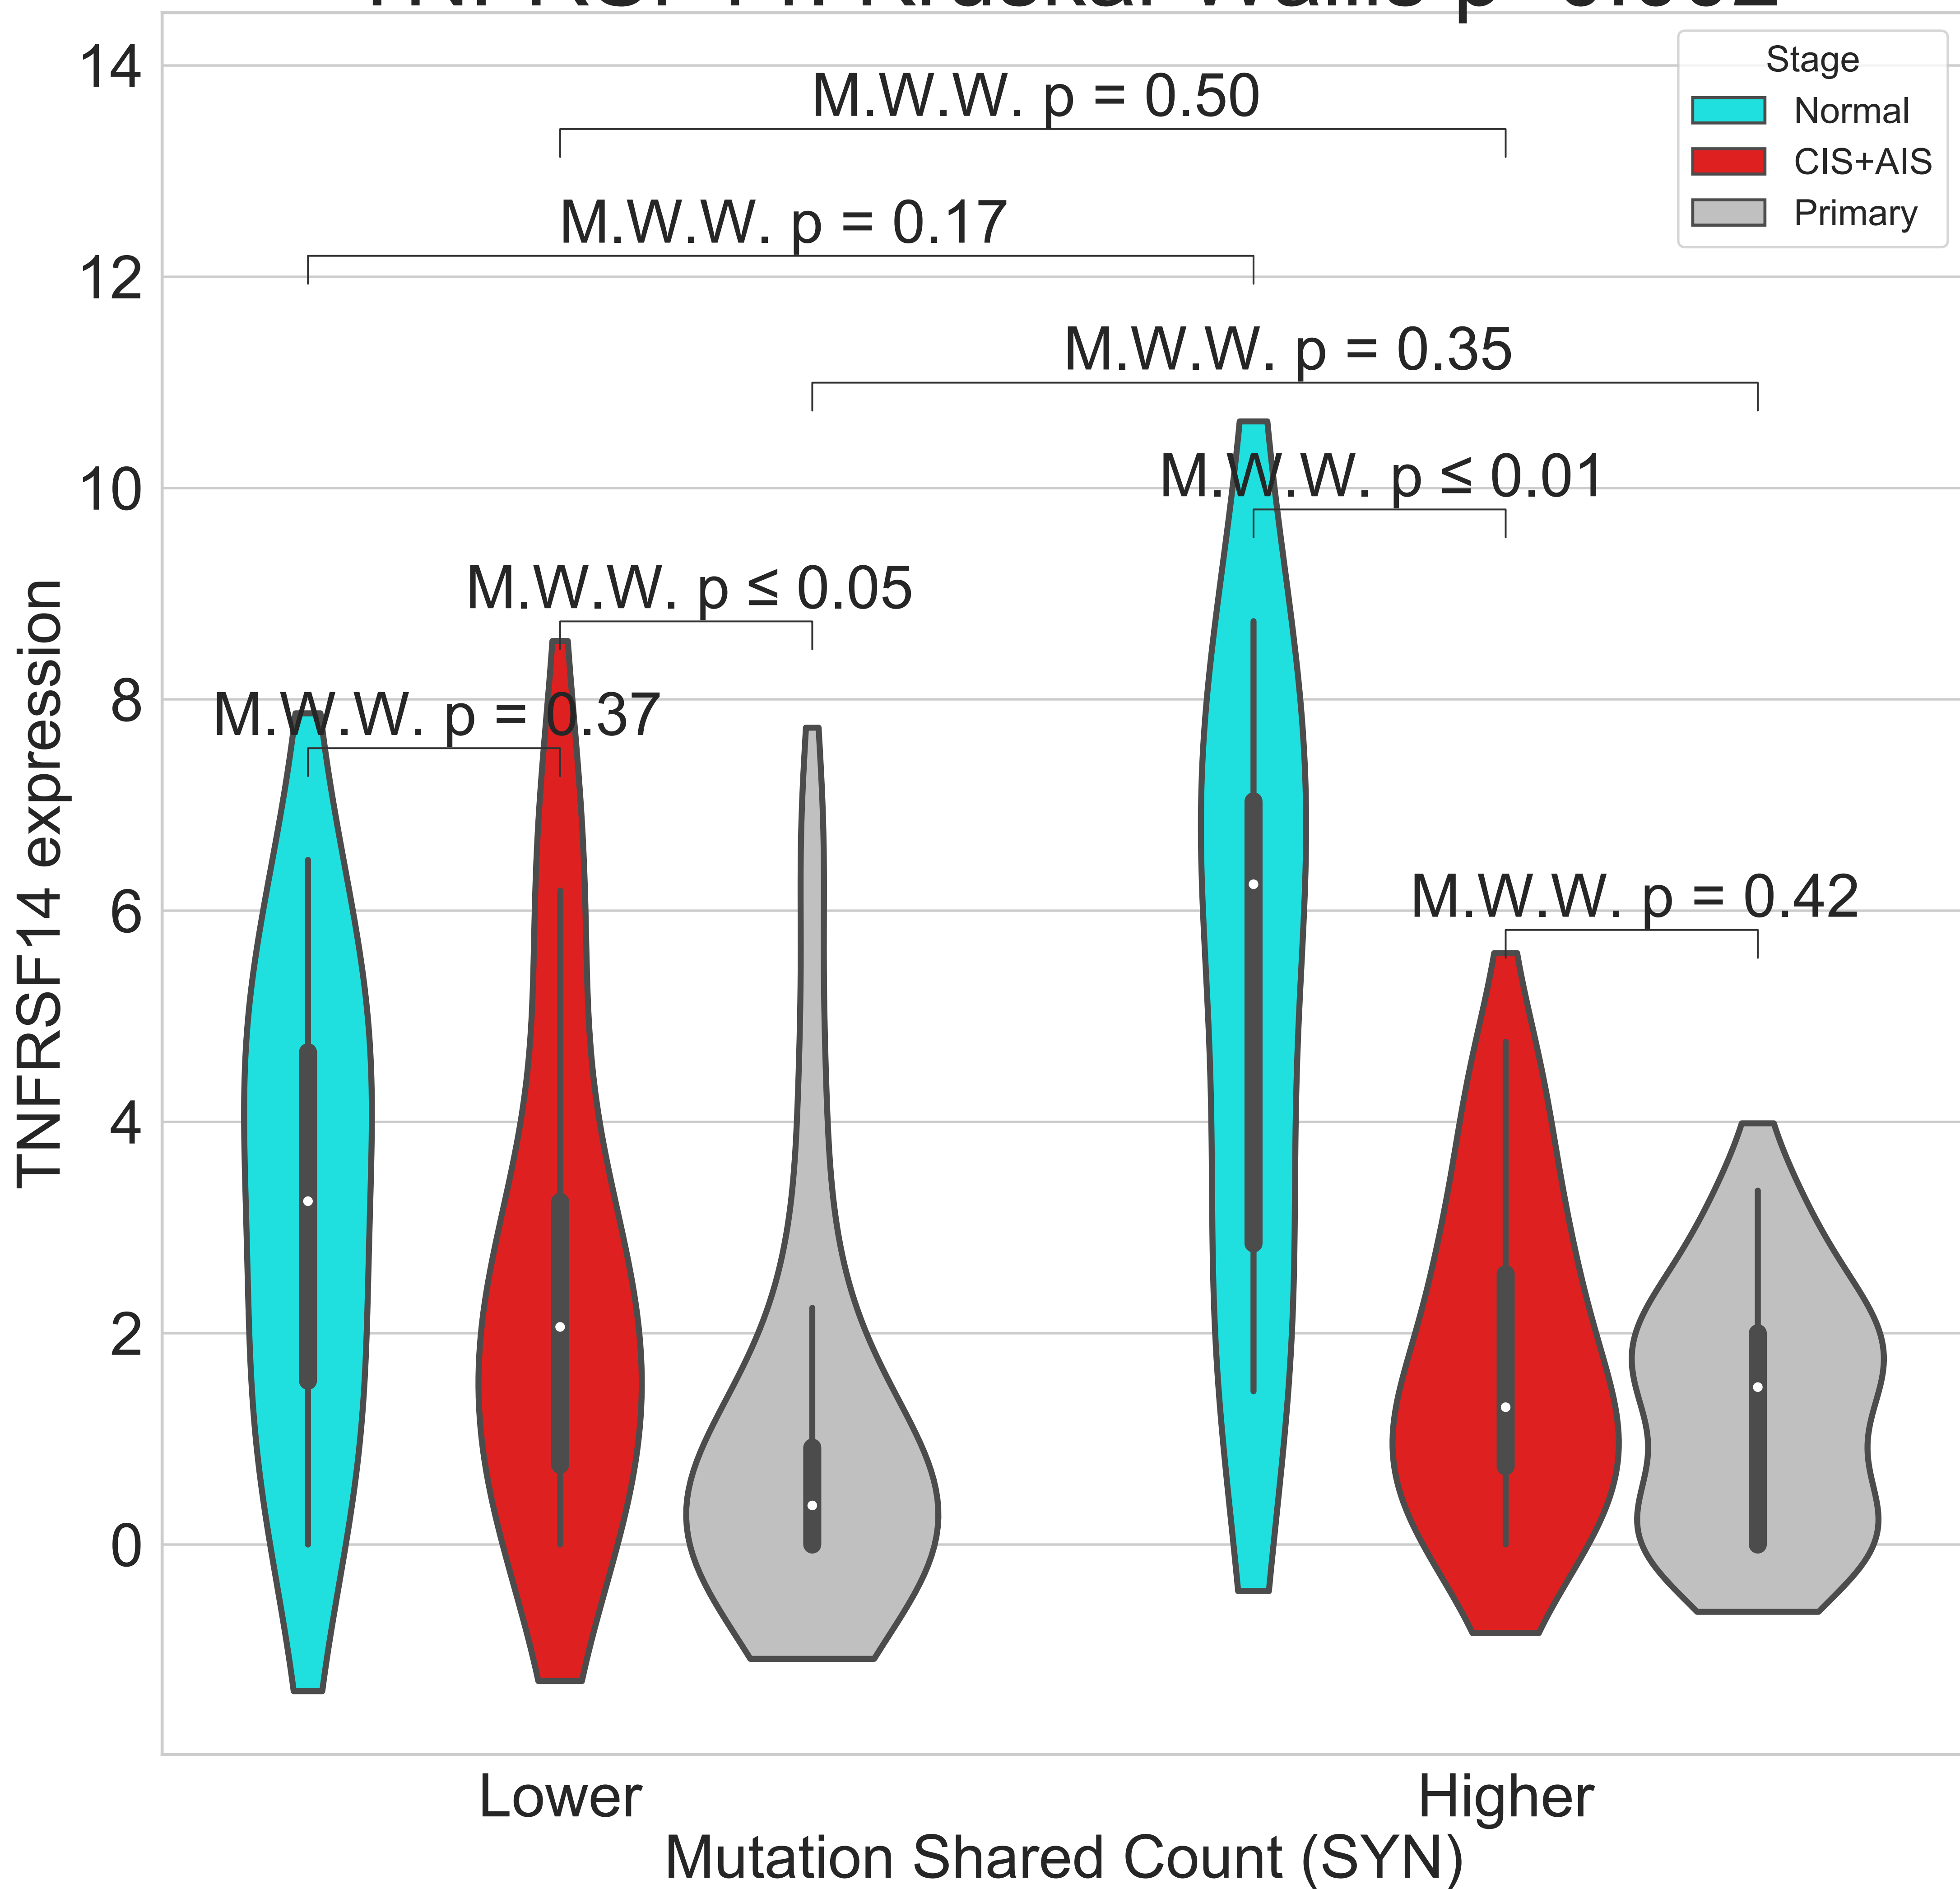 14
12
10
8
6
4
2
0
TNFRSF14 expression
Stage
Normal
CIS+AIS
Primary
M.W.W. p = 0.50
M.W.W. p = 0.17
M.W.W. p = 0.35
M.W.W. p ≤ 0.01
M.W.W. p ≤ 0.05
M.W.W. p = 0.37
M.W.W. p = 0.42
Lower
Higher
Mutation Shared Count (SYN)